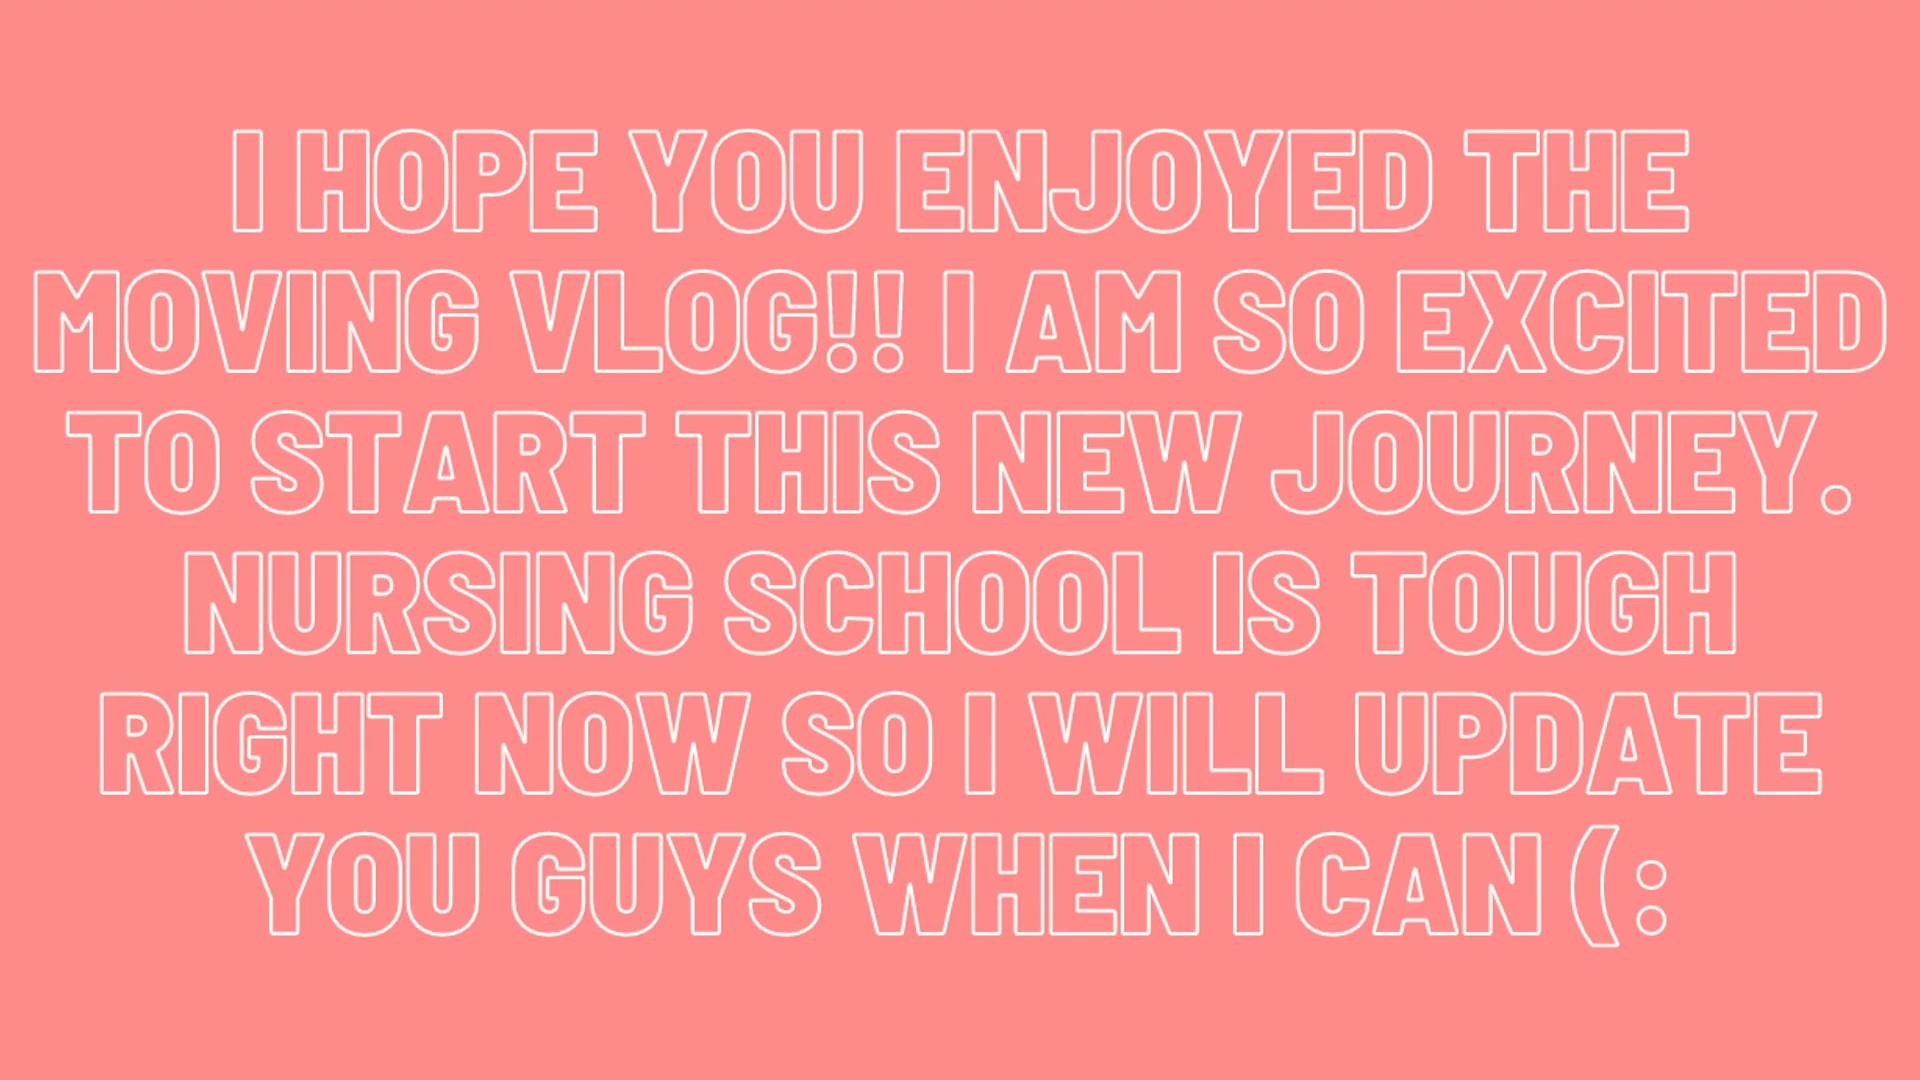 I HOPE YOU ENJOYED THE
MOVING VLOG!! I AM SO EXCITED
TO START THIS NEW JOURNEY.
NURSING SCHOOL IS TOUGH
RIGHT NOW SO I WILL UPDATE
YOU GUYS WHEN I CAN (: